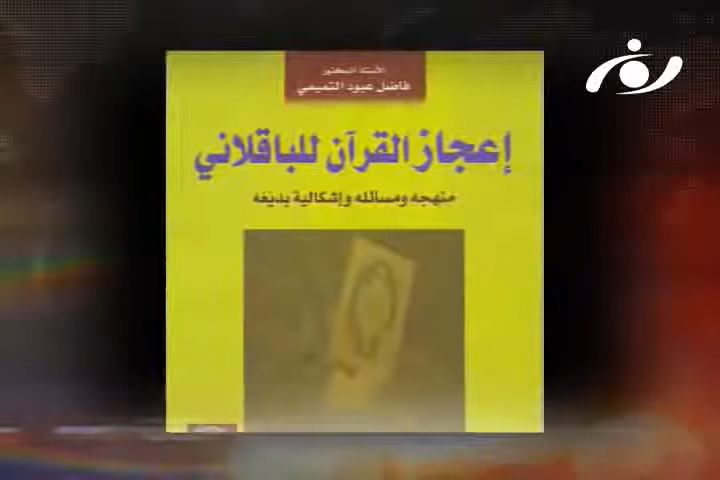 الأستاذ الدكتور
فاضل عبود التميمي
إعجاز القرآن للباقلاني
منهجه ومسائله وإشكالية بديعه